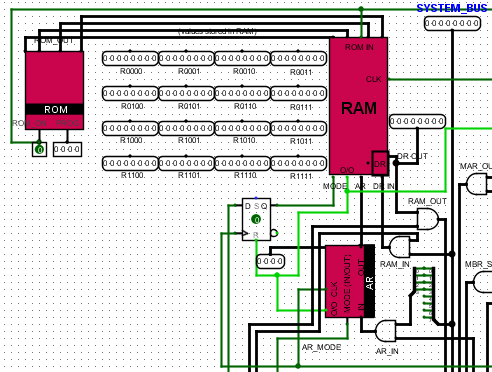 SYSTEM_BUS
(values stored in RAM)
ROM_OUT
ROM IN
R0000 R0001 R0010 R0011
CLK
ROM
RAM
R0100 R0101 R0110 R0111
R1000 R1001 R1010 R1011
DR
DR OUT
R1100 R1101 R1110 R1111
MODE AR DR IN
MAR_OU
D S Q
R
RAM_OUT
RAM_IN
MBR_S
OUT
AR
CLK
MODE (IN/OUT)
IN
AR_MODE
AR_IN